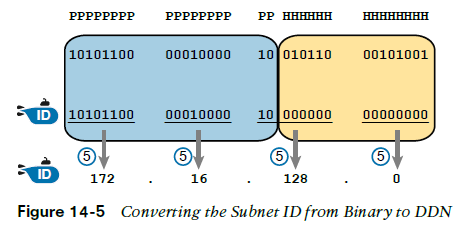 PPPPPPPP PPPPPPPP PP HHHHHH HHHHHHHH
10101100 00010000 10 010110 00101001
ID 10101100 00010000 10 000000 00000000
5 5 5 5
ID 172 . 16 . 128 . 0
Figure 14-5 Converting the Subnet ID from Binary to DDN